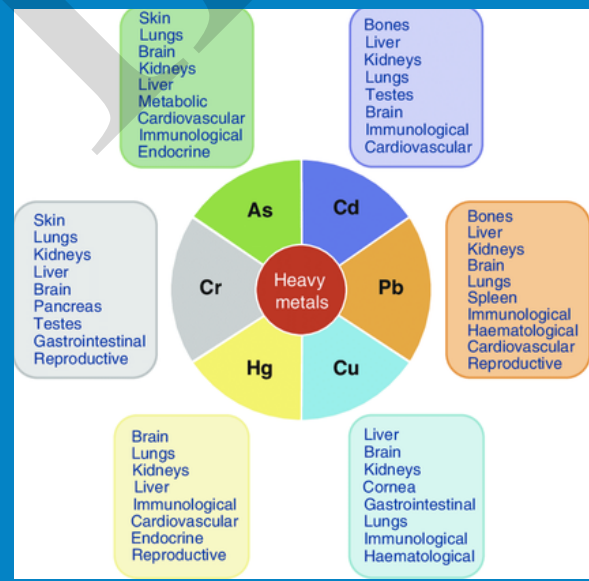 Skin
Lungs
Brain
Kidneys
Liver
Metabolic
Cardiovascular
Immunological
Endocrine
Bones
Liver
Kidneys
Lungs
Testes
Brain
Immunological
Cardiovascular
As
Cd
Skin
Lungs
Kidneys
Liver
Brain
Pancreas
Testes
Gastrointestinal
Reproductive
Cr
Heavy
metals
Pb
Bones
Liver
Kidneys
Brain
Lungs
Spleen
Immunological
Haematological
Cardiovascular
Reproductive
Hg
Cu
Brain
Lungs
Kidneys
Liver
Immunological
Cardiovascular
Endocrine
Reproductive
Liver
Brain
Kidneys
Cornea
Gastrointestinal
Lungs
Immunological
Haematological